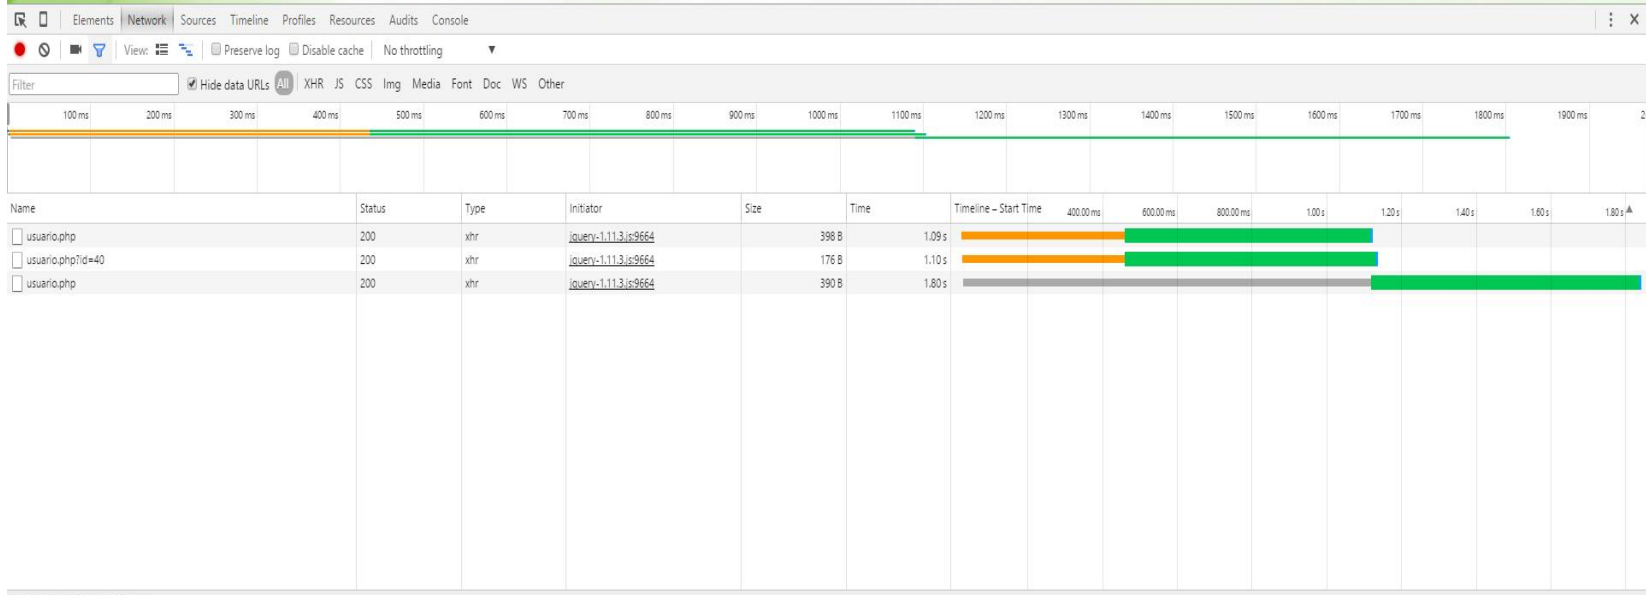 Elements Network Sources Timeline Profiles Resources Audits Console
View: Preserve log Disable cache No throttling
Filter Hide data URLs All XHR JS CSS Img Media Font Doc WS Other
100 ms 200 ms 300 ms 400 ms 500 ms 600 ms 700 ms 800 ms 900 ms 1000 ms 1100 ms 1200 ms 1300 ms 1400 ms 1500 ms 1600 ms 1700 ms 1800 ms 1900 ms 2
Name Status Type Initiator Size Time Timeline – Start Time 400.00 ms 600.00 ms 800.00 ms 1.00 s 1.20 s 1.40 s 1.60 s 1.80 s
usuario.php 200 xhr jquery-1.11.3.js:9664 398 B 1.09 s
usuario.php?id=40 200 xhr jquery-1.11.3.js:9664 176 B 1.10 s
usuario.php 200 xhr jquery-1.11.3.js:9664 390 B 1.80 s